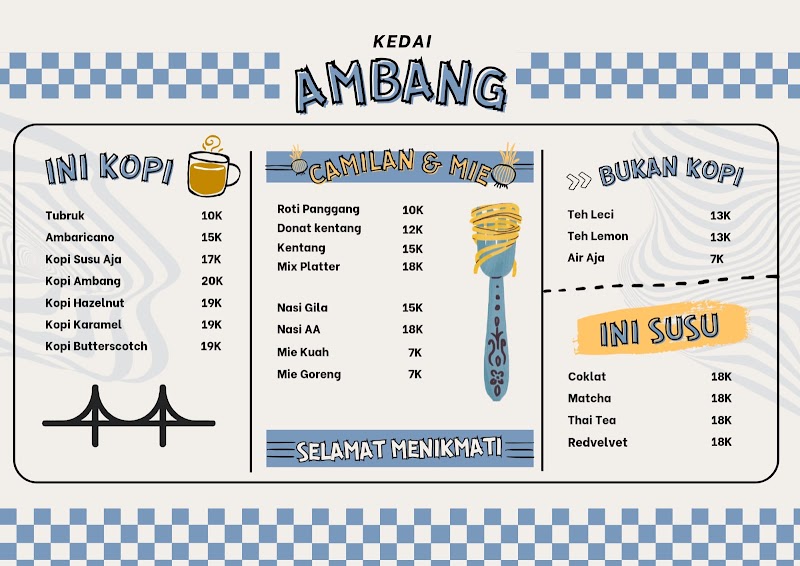 KEDAI
AMBANG
INI KOPI
Tubruk 10K
Ambaricano 15K
Kopi Susu Aja 17K
Kopi Ambang 20K
Kopi Hazelnut 19K
Kopi Karamel 19K
Kopi Butterscotch 19K
CAMILAN & MIE
Roti Panggang 10K
Donat kentang 12K
Kentang 15K
Mix Platter 18K
Nasi Gila 15K
Nasi AA 18K
Mie Kuah 7K
Mie Goreng 7K
SELAMAT MENIKMATI
BUKAN KOPI
Teh Leci 13K
Teh Lemon 13K
Air Aja 7K
INI SUSU
Coklat 18K
Matcha 18K
Thai Tea 18K
Redvelvet 18K